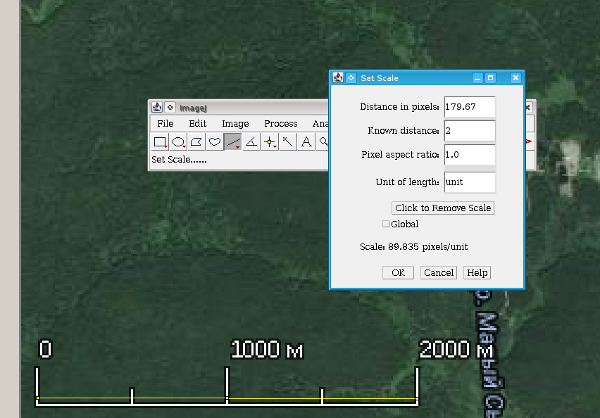 Set Scale
ImageJ
Distance in pixels: 179.67
File Edit Image Process
Known distance: 2
Pixel aspect ratio: 1.0
Set Scale......
Unit of length: unit
Click to Remove Scale
Global
Scale: 89.835 pixels/unit
OK Cancel Help
0 1000 м 2000 м
р. Малый